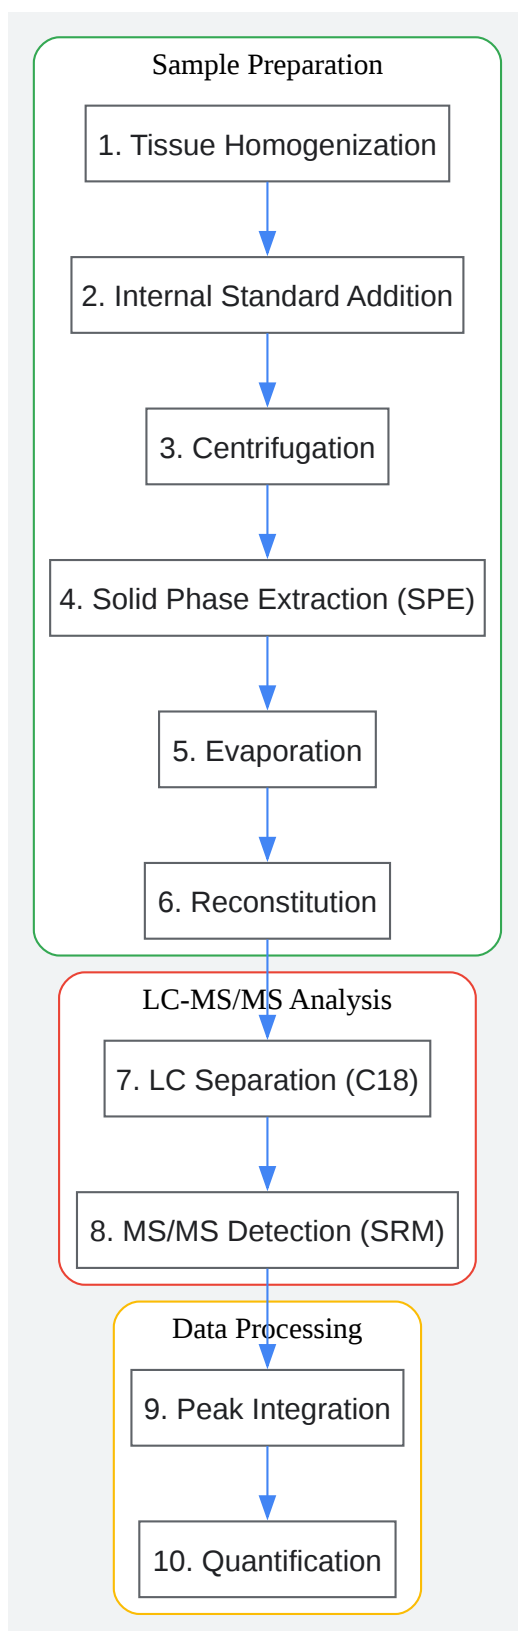 Sample Preparation
1. Tissue Homogenization
2. Internal Standard Addition
3. Centrifugation
4. Solid Phase Extraction (SPE)
5. Evaporation
6. Reconstitution
LC-MS/MS Analysis
7. LC Separation (C18)
8. MS/MS Detection (SRM)
Data Processing
9. Peak Integration
10. Quantification